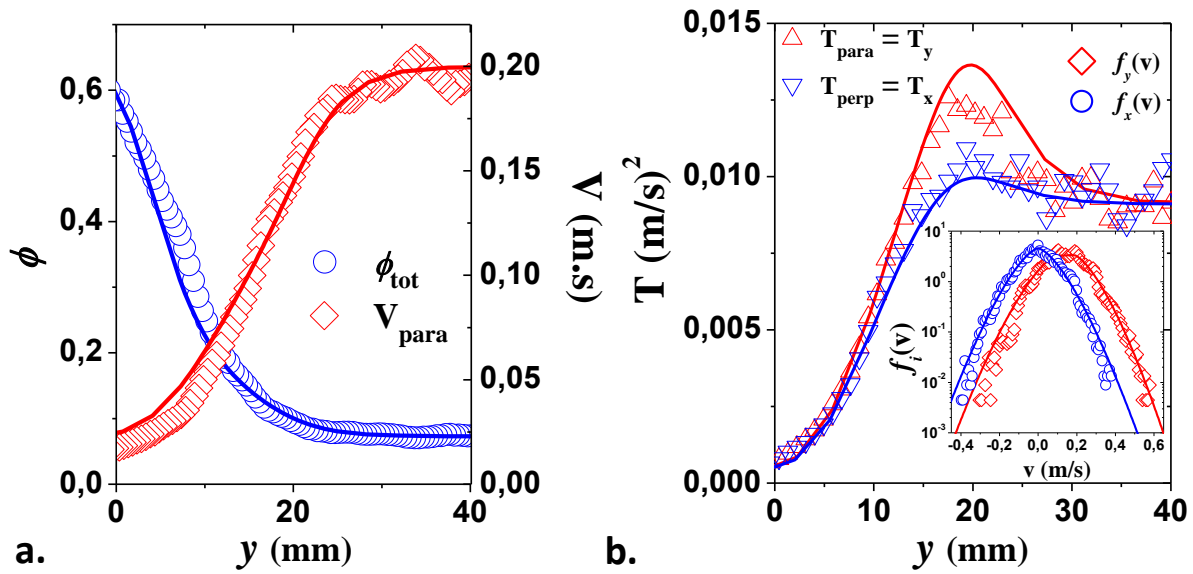 0,6
0,4
0,2
0,0
ϕ
0 20 40
y (mm)
0,20
0,15
0,10
0,05
0,00
V (m.s)
ϕtot
Vpara
a.
0,015
0,010
0,005
0,000
T (m/s)²
Tpara = Ty
Tperp = Tx
fy(v)
fx(v)
0 10 20 30 40
y (mm)
10¹
10⁰
10⁻¹
10⁻²
10⁻³
fi(v)
-0,4 -0,2 0,0 0,2 0,4 0,6
v (m/s)
b.